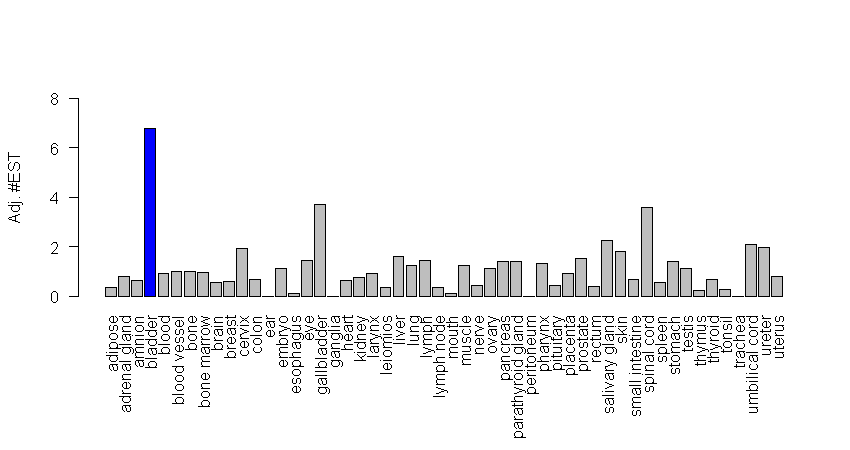 Adj. #EST
8
6
4
2
0
adipose
adrenal gland
amnion
bladder
blood
blood vessel
bone
bone marrow
brain
breast
cervix
colon
ear
embryo
esophagus
eye
gallbladder
ganglia
heart
kidney
larynx
leiomios
liver
lung
lymph
lymph node
mouth
muscle
nerve
ovary
pancreas
parathyroid gland
peritoneum
pharynx
pituitary
placenta
prostate
rectum
salivary gland
skin
small intestine
spinal cord
spleen
stomach
testis
thymus
thyroid
tonsil
trachea
umbilical cord
ureter
uterus